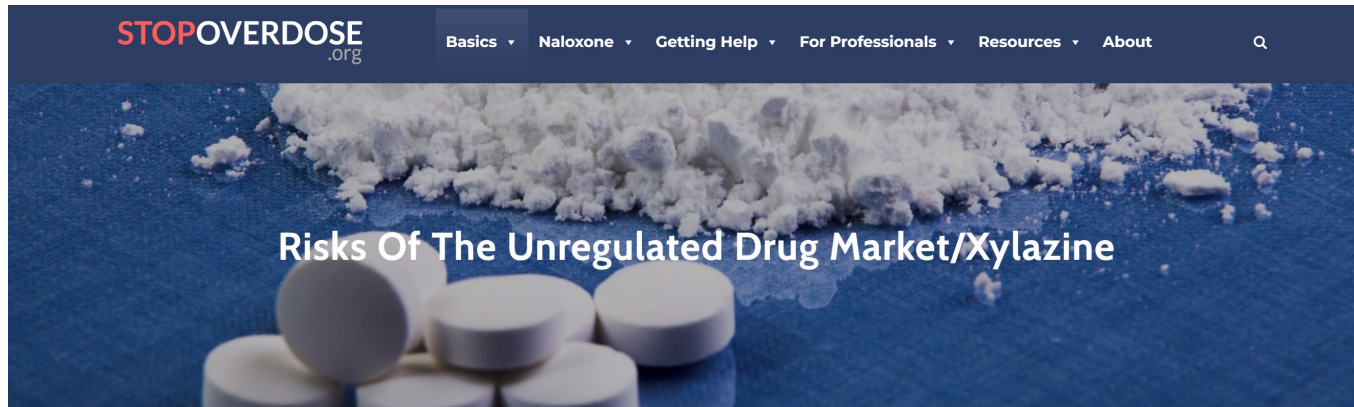 STOPOVERDOSE
.org
Basics Naloxone Getting Help For Professionals Resources About
Risks Of The Unregulated Drug Market/Xylazine